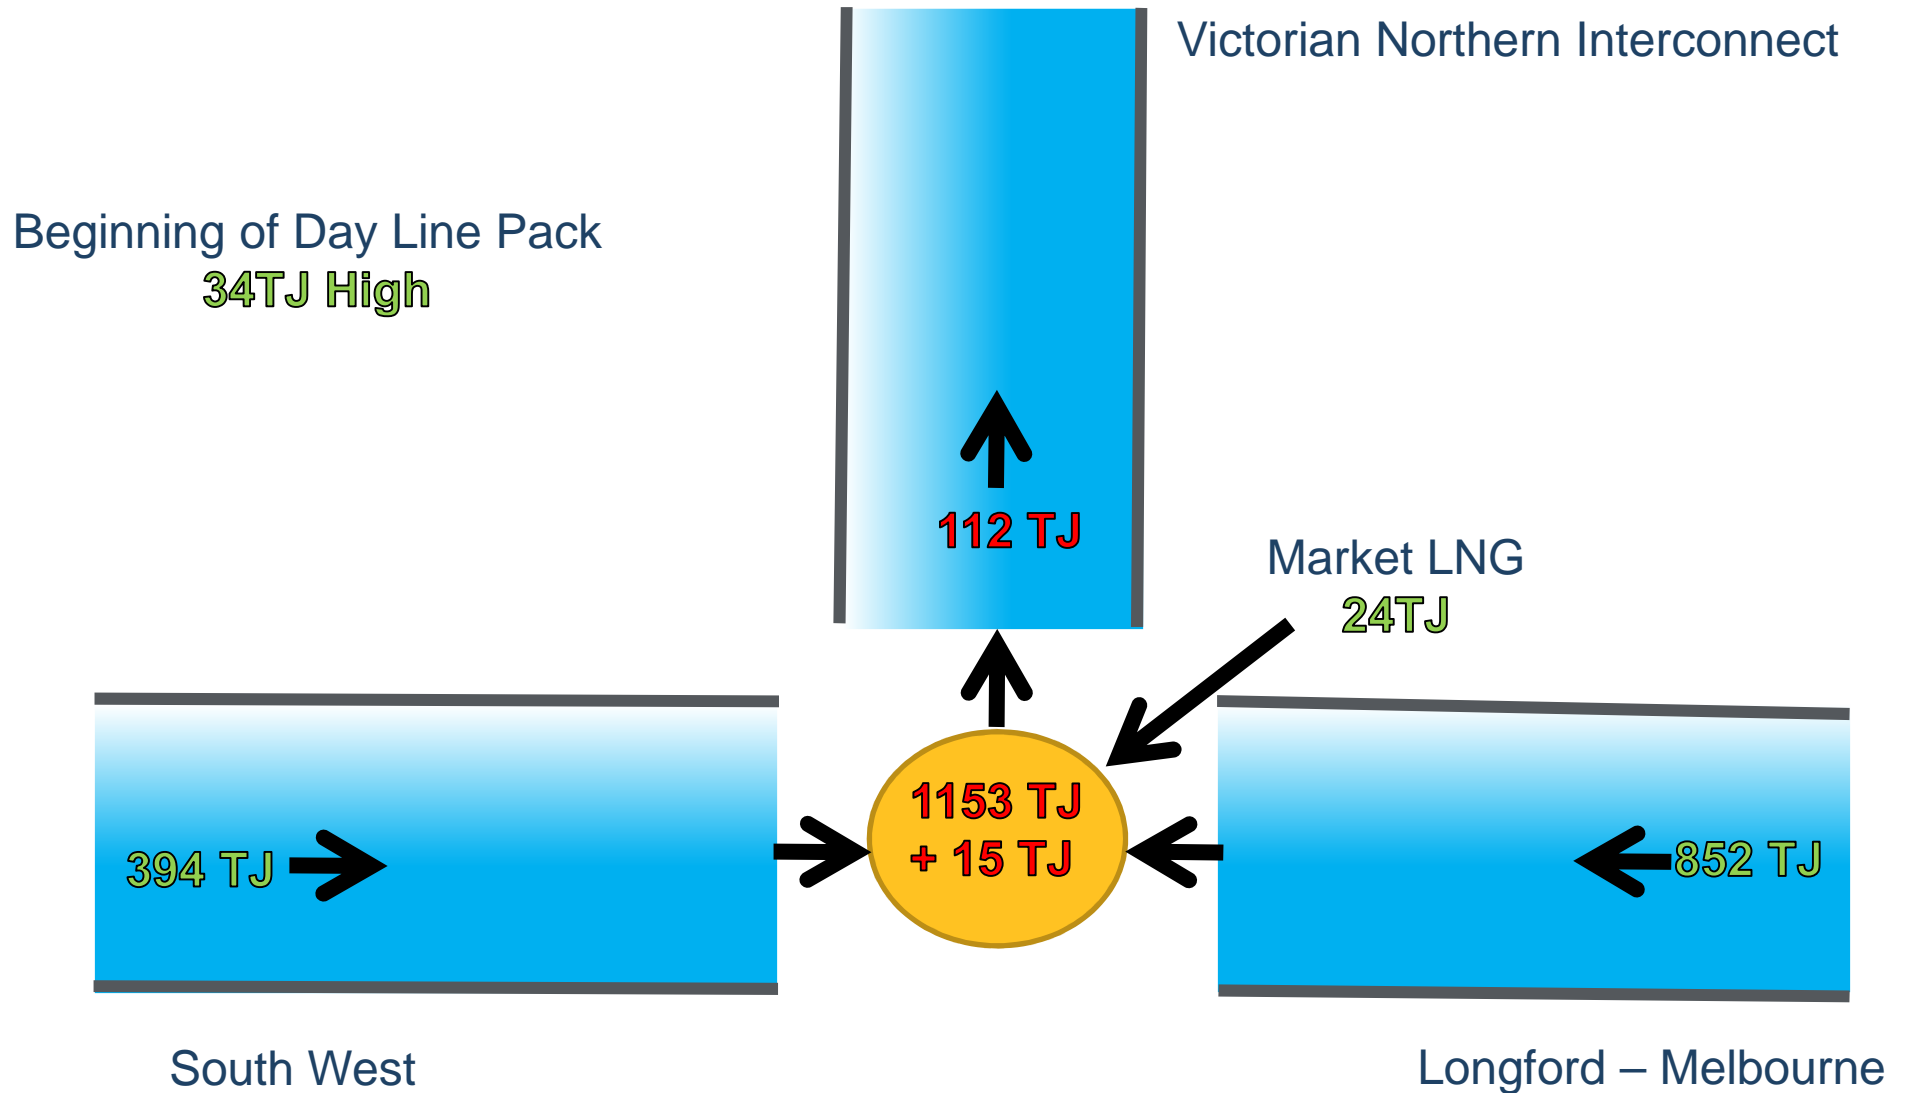 Victorian Northern Interconnect
Beginning of Day Line Pack
34TJ High
112 TJ
Market LNG
24TJ
1153 TJ
+ 15 TJ
394 TJ
852 TJ
South West
Longford – Melbourne